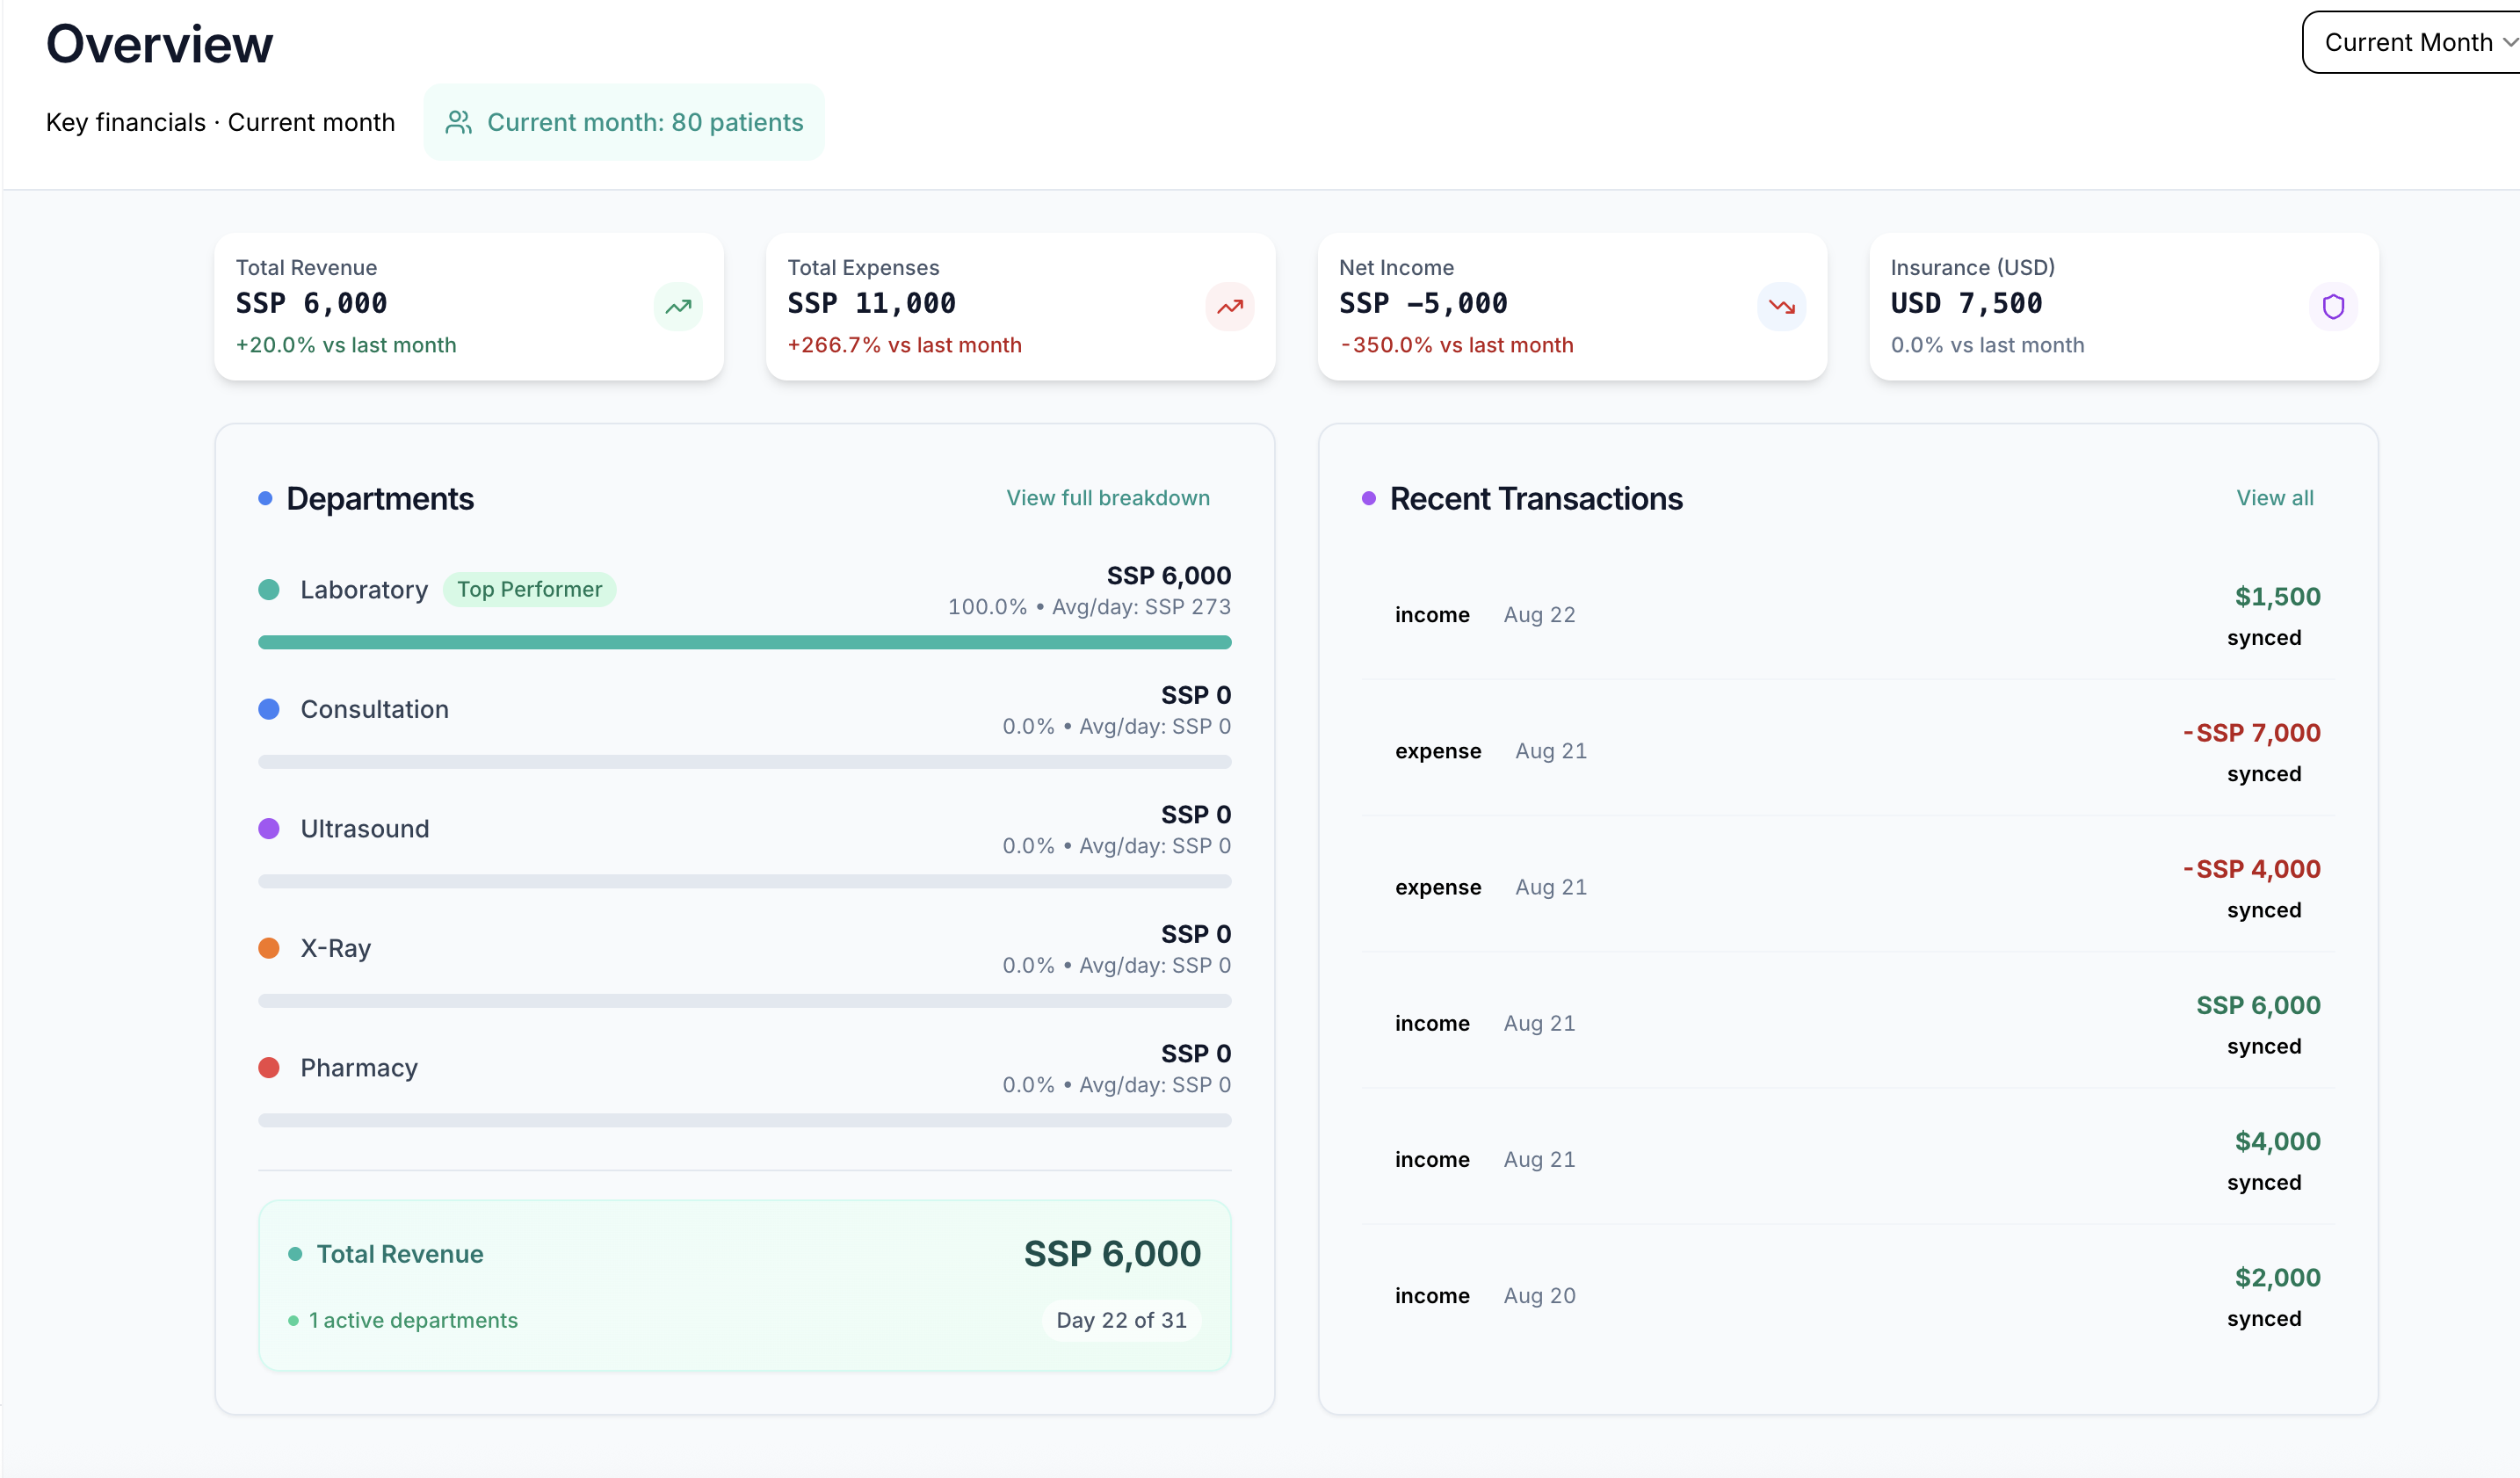 Overview
Current Month
Key financials · Current month
Current month: 80 patients
Total Revenue
SSP 6,000
+20.0% vs last month
Total Expenses
SSP 11,000
+266.7% vs last month
Net Income
SSP −5,000
-350.0% vs last month
Insurance (USD)
USD 7,500
0.0% vs last month
Departments
View full breakdown
Laboratory
Top Performer
SSP 6,000
100.0% • Avg/day: SSP 273
Consultation
SSP 0
0.0% • Avg/day: SSP 0
Ultrasound
SSP 0
0.0% • Avg/day: SSP 0
X-Ray
SSP 0
0.0% • Avg/day: SSP 0
Pharmacy
SSP 0
0.0% • Avg/day: SSP 0
Total Revenue
SSP 6,000
1 active departments
Day 22 of 31
Recent Transactions
View all
income Aug 22
$1,500
synced
expense Aug 21
-SSP 7,000
synced
expense Aug 21
-SSP 4,000
synced
income Aug 21
SSP 6,000
synced
income Aug 21
$4,000
synced
income Aug 20
$2,000
synced